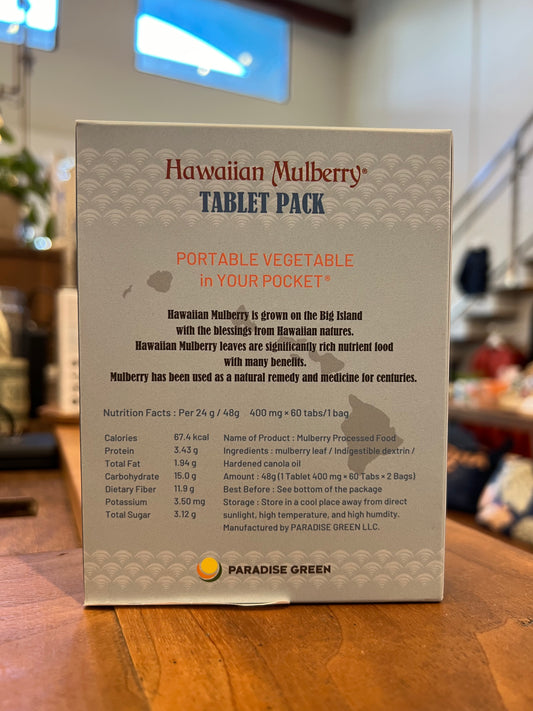 Hawaiian Mulberry®
TABLET PACK
PORTABLE VEGETABLE
in YOUR POCKET®
Hawaiian Mulberry is grown on the Big Island
with the blessings from Hawaiian natures.
Hawaiian Mulberry leaves are significantly rich nutrient food
with many benefits.
Mulberry has been used as a natural remedy and medicine for centuries.
Nutrition Facts : Per 24 g / 48g 400 mg × 60 tabs/1 bag
Calories 67.4 kcal
Protein 3.43 g
Total Fat 1.94 g
Carbohydrate 15.0 g
Dietary Fiber 11.9 g
Potassium 3.50 mg
Total Sugar 3.12 g
Name of Product : Mulberry Processed Food
Ingredients : mulberry leaf / Indigestible dextrin /
Hardened canola oil
Amount : 48g (1 Tablet 400 mg × 60 Tabs × 2 Bags)
Best Before : See bottom of the package
Storage : Store in a cool place away from direct
sunlight, high temperature, and high humdity.
Manufactured by PARADISE GREEN LLC.
PARADISE GREEN